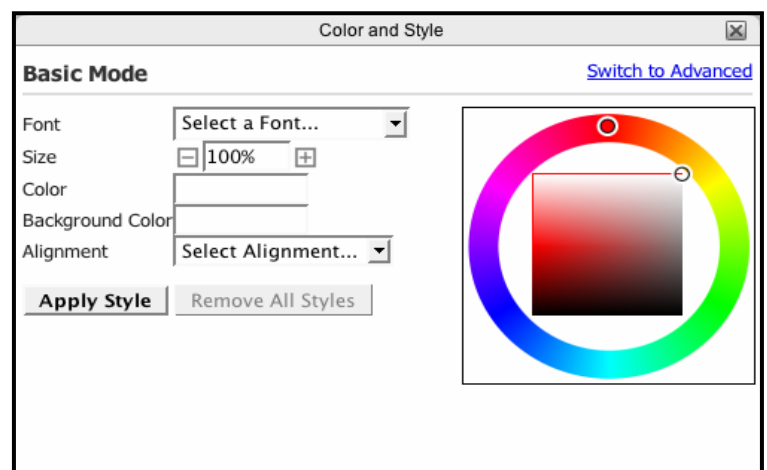 Color and Style
Basic Mode
Switch to Advanced
Font
Select a Font...
Size
100%
Color
Background Color
Alignment
Select Alignment...
Apply Style
Remove All Styles